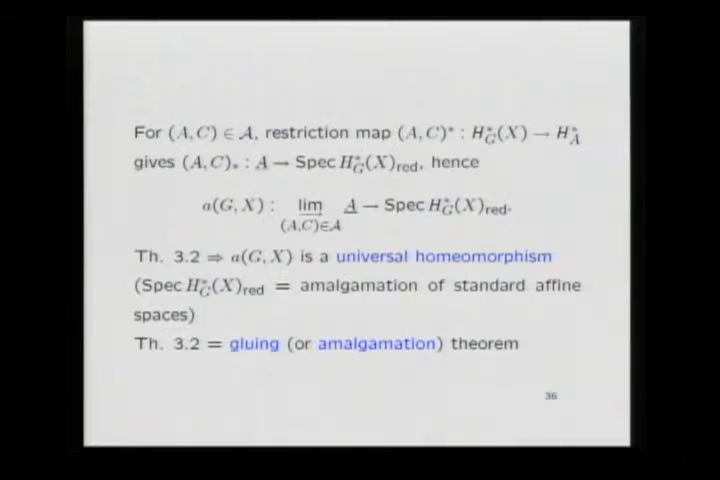 For (A, C) ∈ 𝒜, restriction map (A, C)* : H*_G(X) → H*_A
gives (A, C)_* : A → Spec H*_G(X)_red, hence
a(G, X) : lim→ A → Spec H*_G(X)_red.
(A,C)∈𝒜
Th. 3.2 ⇒ a(G, X) is a universal homeomorphism
(Spec H*_G(X)_red = amalgamation of standard affine
spaces)
Th. 3.2 = gluing (or amalgamation) theorem
36